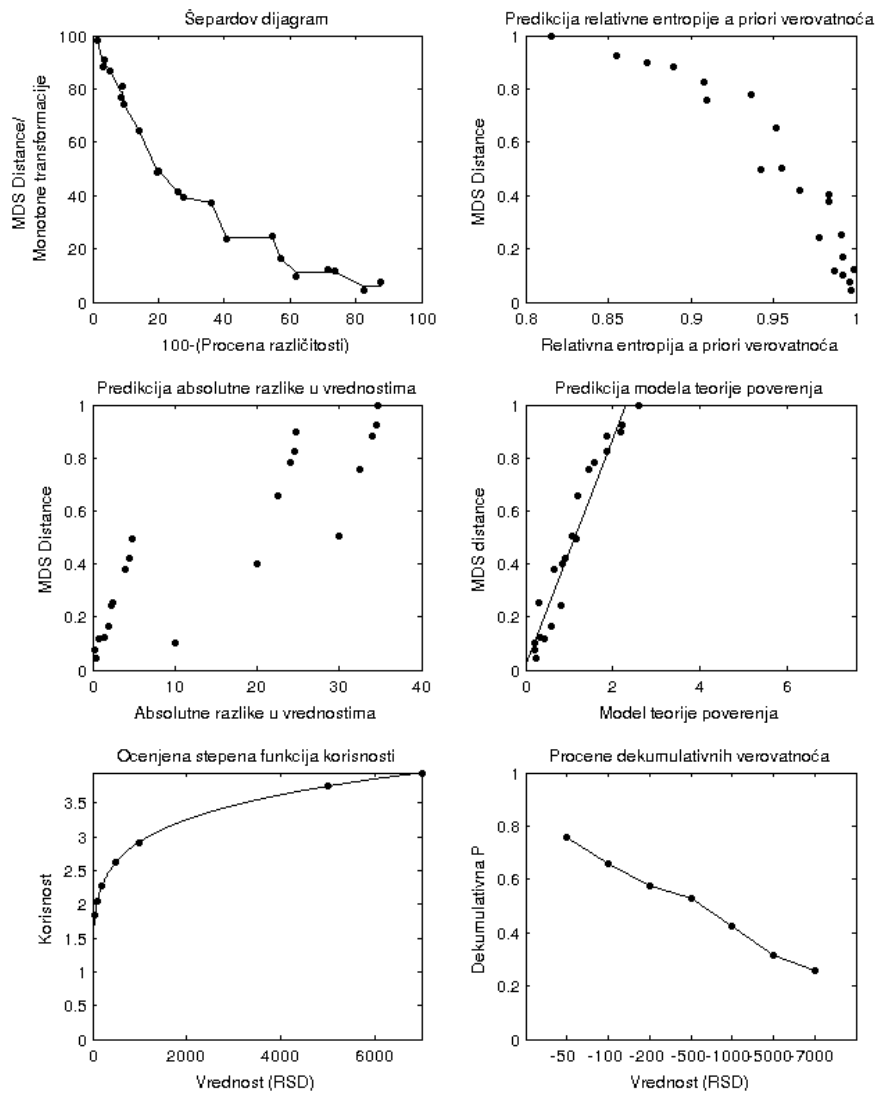 Šepardov dijagram
100
80
60
40
20
0
0 20 40 60 80 100
MDS Distance/
Monotone transformacije
100-(Procena različitosti)
Predikcija relativne entropije a priori verovatnoća
1
0.8
0.6
0.4
0.2
0
0.8 0.85 0.9 0.95 1
MDS Distance
Relativna entropija a priori verovatnoća
Predikcija absolutne razlike u vrednostima
1
0.8
0.6
0.4
0.2
0
0 10 20 30 40
MDS Distance
Absolutne razlike u vrednostima
Predikcija modela teorije poverenja
1
0.8
0.6
0.4
0.2
0
0 2 4 6
MDS distance
Model teorije poverenja
Ocenjena stepena funkcija korisnosti
3.5
3
2.5
2
1.5
1
0.5
0
0 2000 4000 6000
Korisnost
Vrednost (RSD)
Procene dekumulativnih verovatnoća
1
0.8
0.6
0.4
0.2
0
-50 -100 -200 -500 -1000 -5000 -7000
Dekumulativna P
Vrednost (RSD)